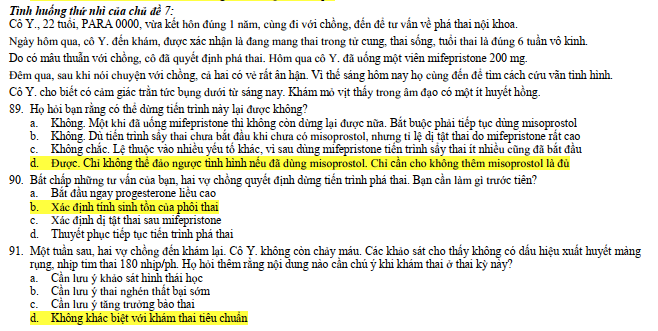 Tình huống thứ nhì của chủ đề 7:
Cô Y., 22 tuổi, PARA 0000, vừa kết hôn đúng 1 năm, cùng đi với chồng, đến để tư vấn về phá thai nội khoa.
Ngày hôm qua, cô Y. đến khám, được xác nhận là đang mang thai trong tử cung, thai sống, tuổi thai là đúng 6 tuần vô kinh.
Do có mâu thuẫn với chồng, cô đã quyết định phá thai. Hôm qua cô Y. đã uống một viên mifepristone 200 mg.
Đêm qua, sau khi nói chuyện với chồng, cả hai có vẻ rất ân hận. Vì thế sáng hôm nay họ cùng đến để tìm cách cứu vãn tình hình.
Cô Y. cho biết có cảm giác trằn tức bụng dưới từ sáng nay. Khám mỏ vịt thấy trong âm đạo có một ít huyết hồng.
89. Họ hỏi bạn rằng có thể dừng tiến trình này lại được không?
a. Không. Một khi đã uống mifepristone thì không còn dừng lại được nữa. Bắt buộc phải tiếp tục dùng misoprostol
b. Không. Dù tiến trình sẩy thai chưa bắt đầu khi chưa có misoprostol, nhưng tỉ lệ dị tật thai do mifepristone rất cao
c. Không chắc. Lệ thuộc vào nhiều yếu tố khác, vì sau dùng mifepristone tiến trình sẩy thai ít nhiều cũng đã bắt đầu
d. Được. Chỉ không thể đảo ngược tình hình nếu đã dùng misoprostol. Chỉ cần cho không thêm misoprostol là đủ
90. Bất chấp những tư vấn của bạn, hai vợ chồng quyết định dừng tiến trình phá thai. Bạn cần làm gì trước tiên?
a. Bắt đầu ngay progesterone liều cao
b. Xác định tính sinh tồn của phôi thai
c. Xác định dị tật thai sau mifepristone
d. Thuyết phục tiếp tục tiến trình phá thai
91. Một tuần sau, hai vợ chồng đến khám lại. Cô Y. không còn chảy máu. Các khảo sát cho thấy không có dấu hiệu xuất huyết màng
rụng, nhịp tim thai 180 nhịp/ph. Họ hỏi thêm rằng nội dung nào cần chú ý khi khám thai ở thai kỳ này?
a. Cần lưu ý khảo sát hình thái học
b. Cần lưu ý thai nghén thất bại sớm
c. Cần lưu ý tăng trưởng bào thai
d. Không khác biệt với khám thai tiêu chuẩn